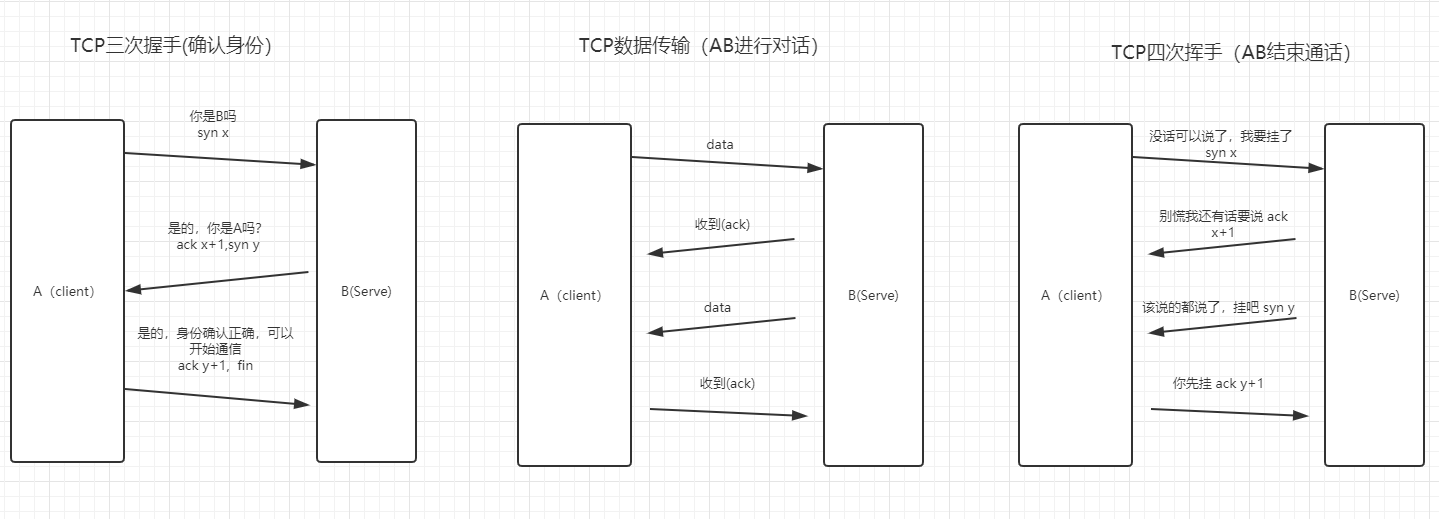 TCP三次握手(确认身份）
你是B吗
syn x
是的，你是A吗？
ack x+1,syn y
A（client）
B(Serve)
是的，身份确认正确，可以
开始通信
ack y+1，fin
TCP数据传输（AB进行对话）
data
收到(ack)
A（client）
B(Serve)
data
收到(ack)
TCP四次挥手（AB结束通话）
没话可以说了，我要挂了
syn x
别慌我还有话要说 ack
x+1
A（client）
B(Serve)
该说的都说了，挂吧 syn y
你先挂 ack y+1